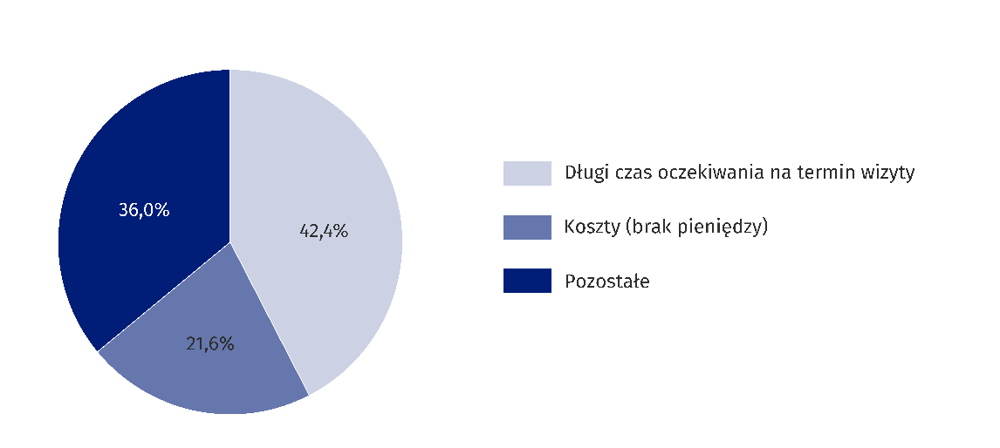 36,0%
42,4%
21,6%
Długi czas oczekiwania na termin wizyty
Koszty (brak pieniędzy)
Pozostałe